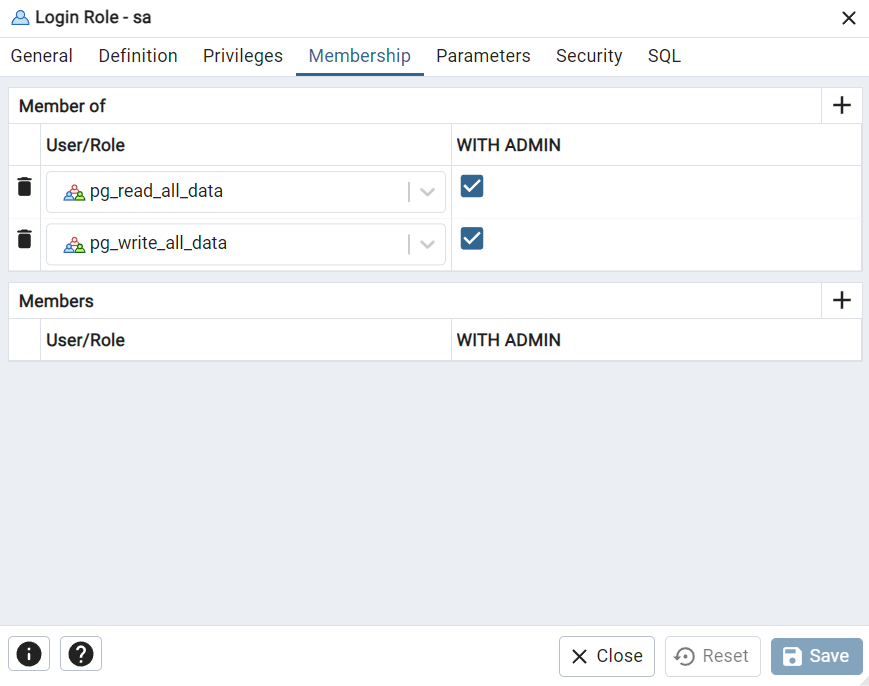 Login Role - sa
General Definition Privileges Membership Parameters Security SQL
Member of
User/Role WITH ADMIN
pg_read_all_data
pg_write_all_data
Members
User/Role WITH ADMIN
Close Reset Save